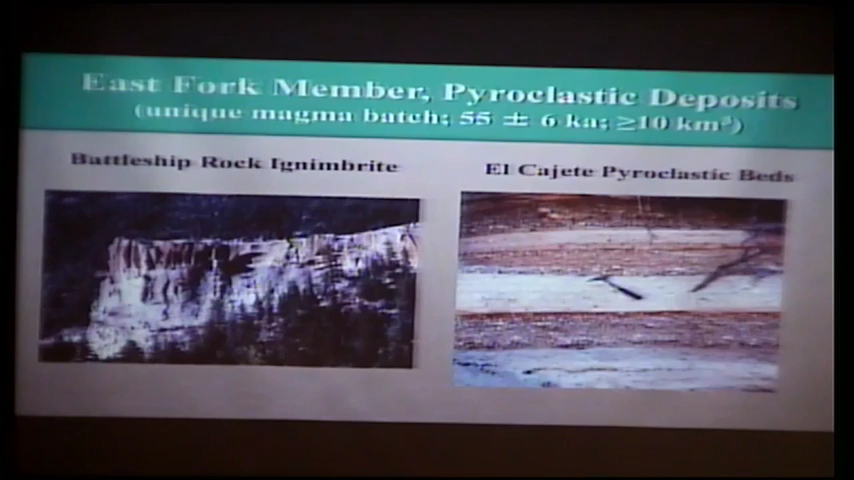 East Fork Member, Pyroclastic Deposits
(unique magma batch; 55 ± 6 ka; ≥10 km³)
Battleship Rock Ignimbrite
El Cajete Pyroclastic Beds